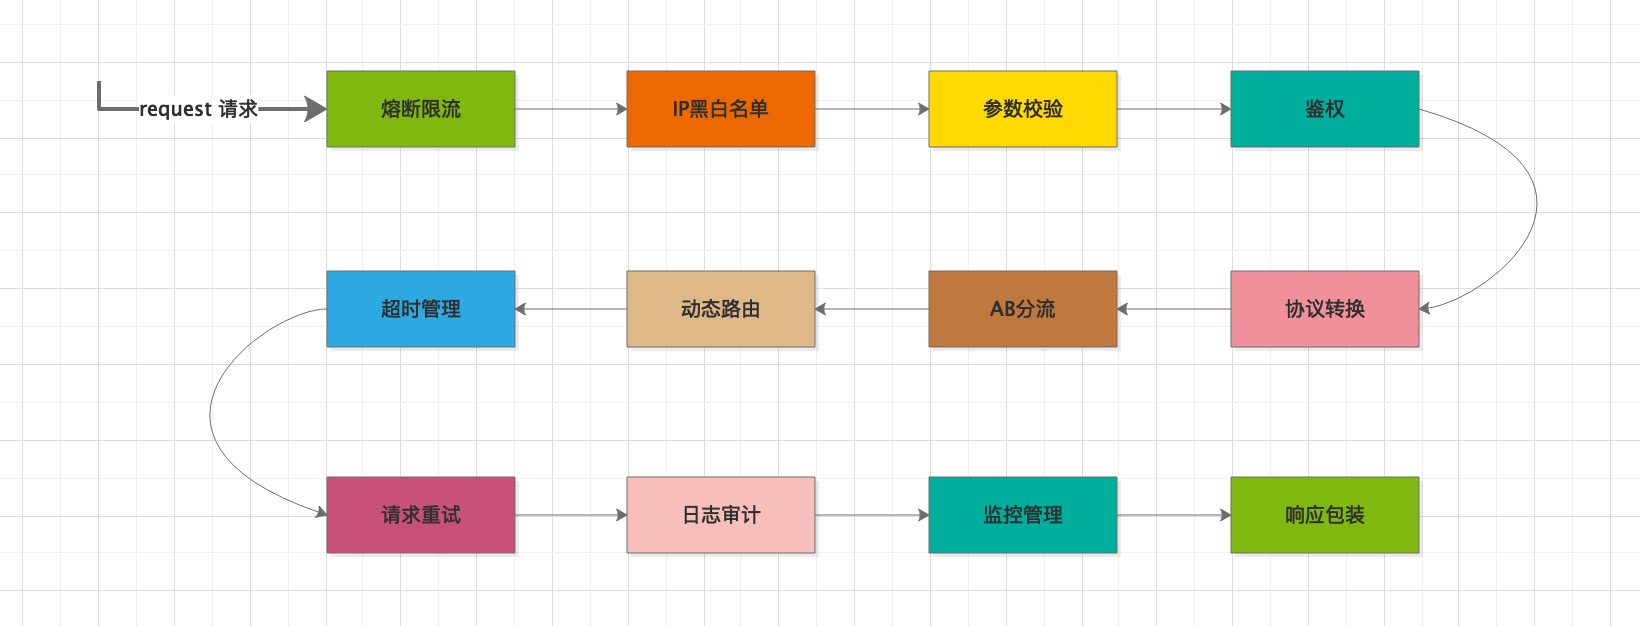 request 请求
熔断限流
IP黑白名单
参数校验
鉴权
协议转换
AB分流
动态路由
超时管理
请求重试
日志审计
监控管理
响应包装